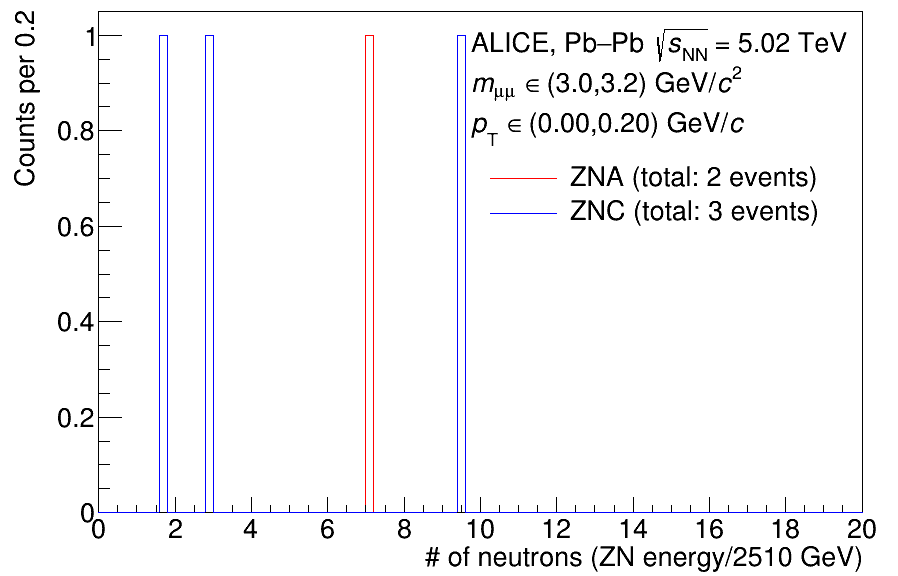 Counts per 0.2
1
0.8
0.6
0.4
0.2
0
ALICE, Pb–Pb √sNN = 5.02 TeV
mμμ ∈ (3.0,3.2) GeV/c²
pT ∈ (0.00,0.20) GeV/c
ZNA (total: 2 events)
ZNC (total: 3 events)
0 2 4 6 8 10 12 14 16 18 20
# of neutrons (ZN energy/2510 GeV)